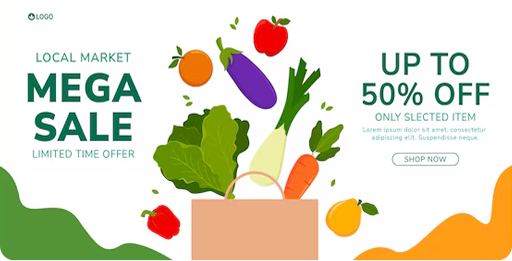 LOGO
LOCAL MARKET
MEGA
SALE
LIMITED TIME OFFER
UP TO
50% OFF
ONLY SLECTED ITEM
Lorem ipsum dolor sit amet, consectetur
adipiscing elit. Suspendisse neque.
SHOP NOW